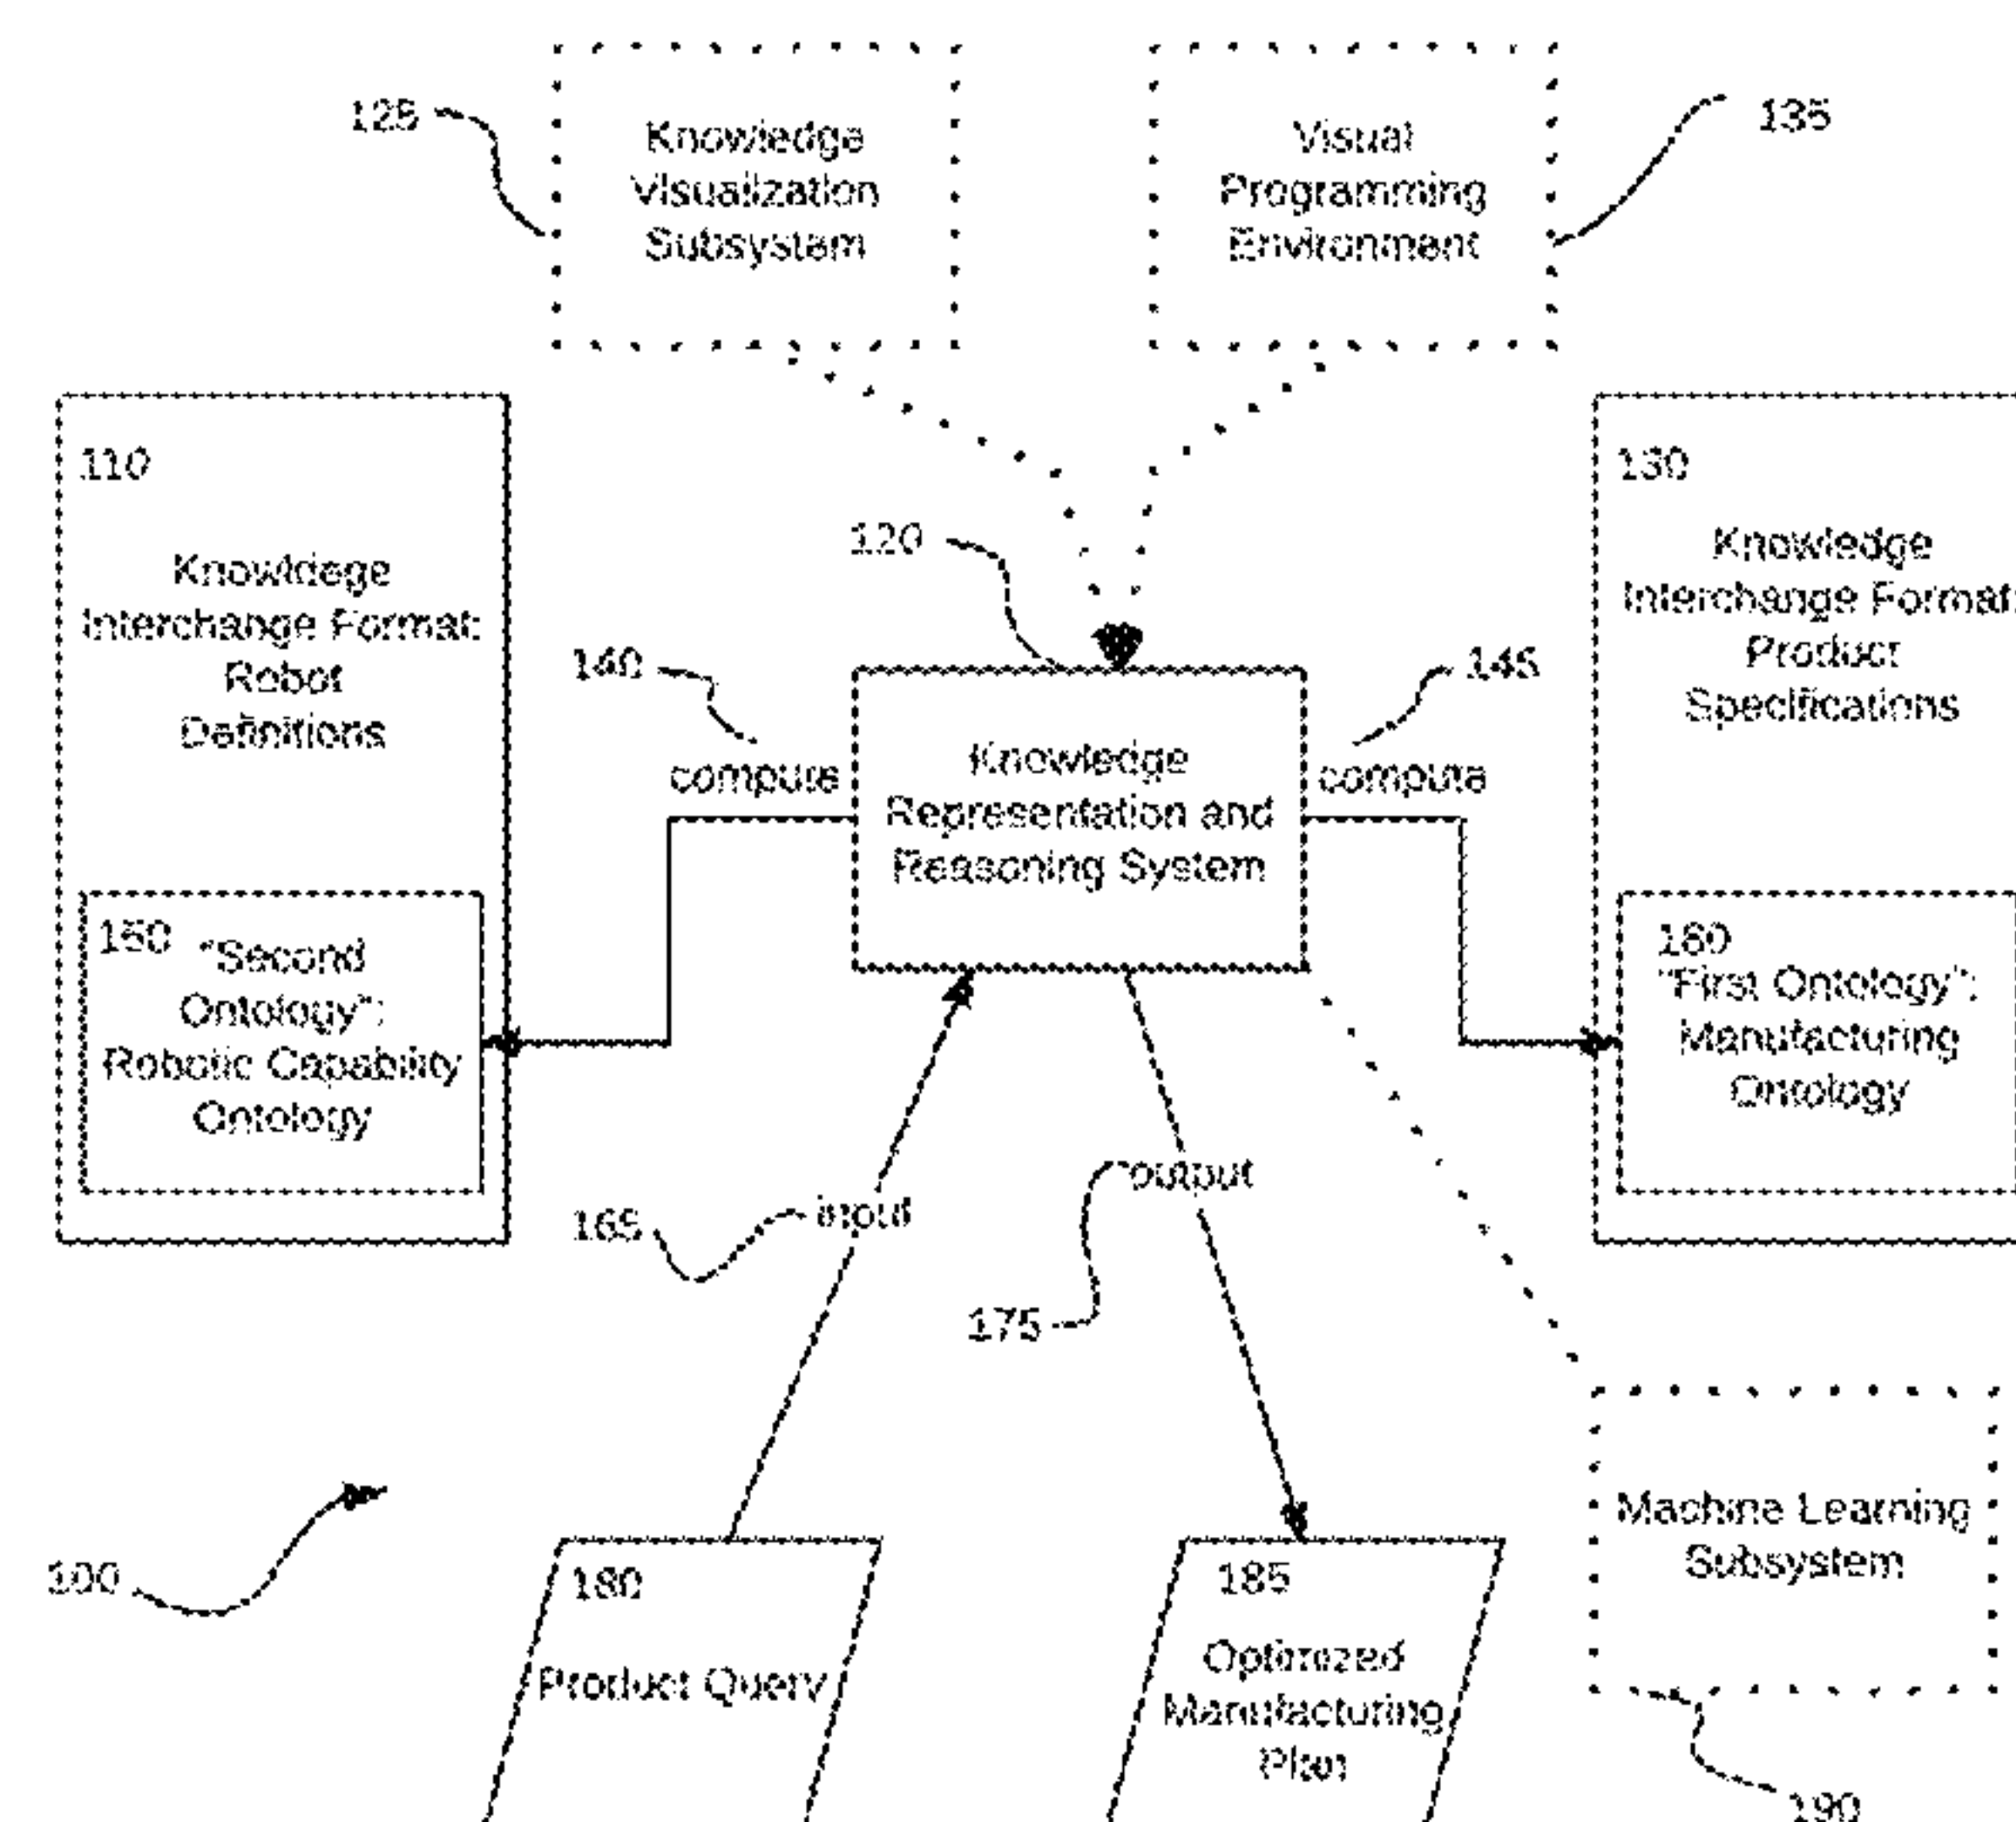 125
Knowledge
Visualization
Subsystem
Visual
Programming
Environment
135
110
Knowldege
Interchange Format:
Robot
Definitions
150
"Second
Ontology":
Robotic Capability
Ontology
120
140
compute
Knowledge
Representation and
Reasoning System
145
compute
130
Knowledge
Interchange Format:
Product
Specifications
160
"First Ontology":
Manufacturing
Ontology
165
input
175
output
100
180
Product Query
185
Optimized
Manufacturing
Plan
Machine Learning
Subsystem
190